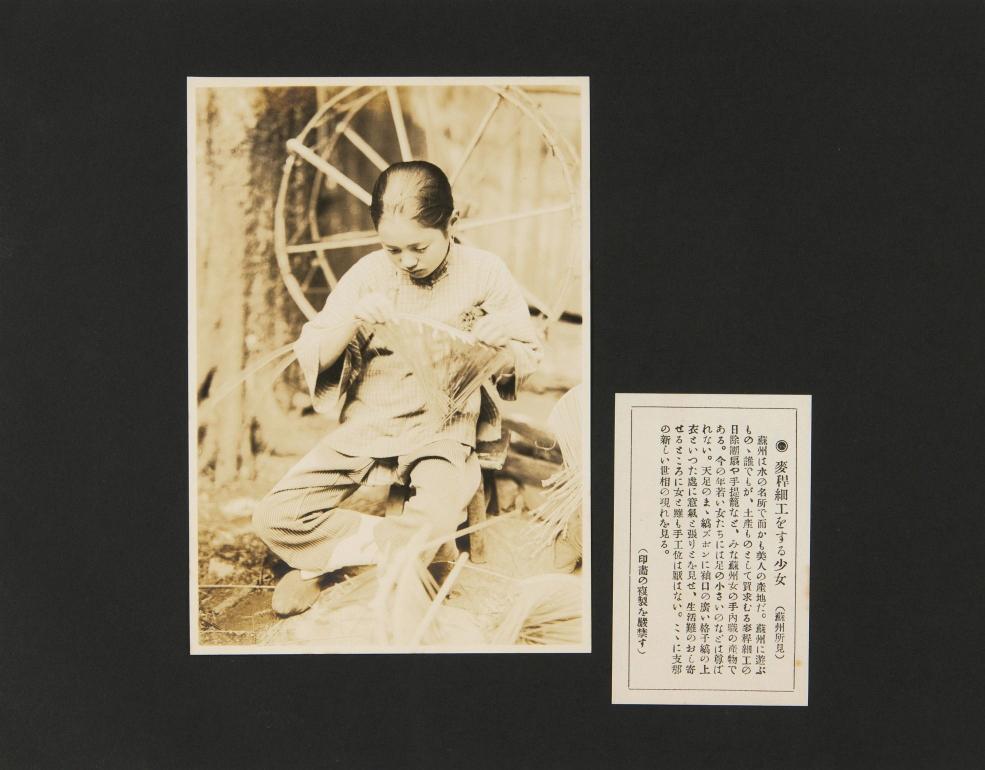 ◉ 麥稈細工をする少女 (蘇州所見)
蘇州は水の名所で而かも美人の産地だ。蘇州に遊ぶ
もの、誰でもが、土産ものとして買求むる麥稈細工の
日除團扇や手提籠など、みな蘇州女の手內職の産物で
ある。今の年若い女たちには足の小さいのなどは尊ば
れない。天足のまゝ縞ズボンに袖口の廣い格子縞の上
衣といつた處に意氣と張りとを見せ、生活難のおし寄
せるところに女と雖も手工位は厭はない。こゝに支那
の新しい世相の現れを見る。
(印畵の複製を嚴禁す)